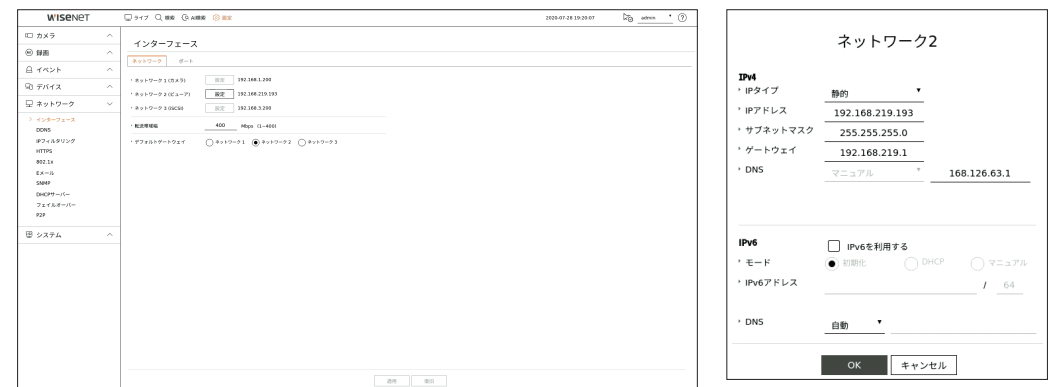 WISENET
ライブ 検索 AI検索 設定
2020-07-28 19:20:07 admin
カメラ
録画
イベント
デバイス
ネットワーク
インターフェース
DDNS
IPフィルタリング
HTTPS
802.1x
Eメール
SNMP
DHCPサーバー
フェイルオーバー
P2P
システム
インターフェース
ネットワーク ポート
ネットワーク 1 (カメラ) 設定 192.168.1.200
ネットワーク 2 (ビューア) 設定 192.168.219.193
ネットワーク 3 (iSCSI) 設定 192.168.3.200
転送帯域幅 400 Mbps (1~400)
デフォルトゲートウェイ ネットワーク 1 ネットワーク 2 ネットワーク 3
適用
ネットワーク2
IPv4
IPタイプ 静的
IPアドレス 192.168.219.193
サブネットマスク 255.255.255.0
ゲートウェイ 192.168.219.1
DNS マニュアル 168.126.63.1
IPv6 IPv6を利用する
モード 初期化 DHCP マニュアル
IPv6アドレス / 64
DNS 自動
OK キャンセル